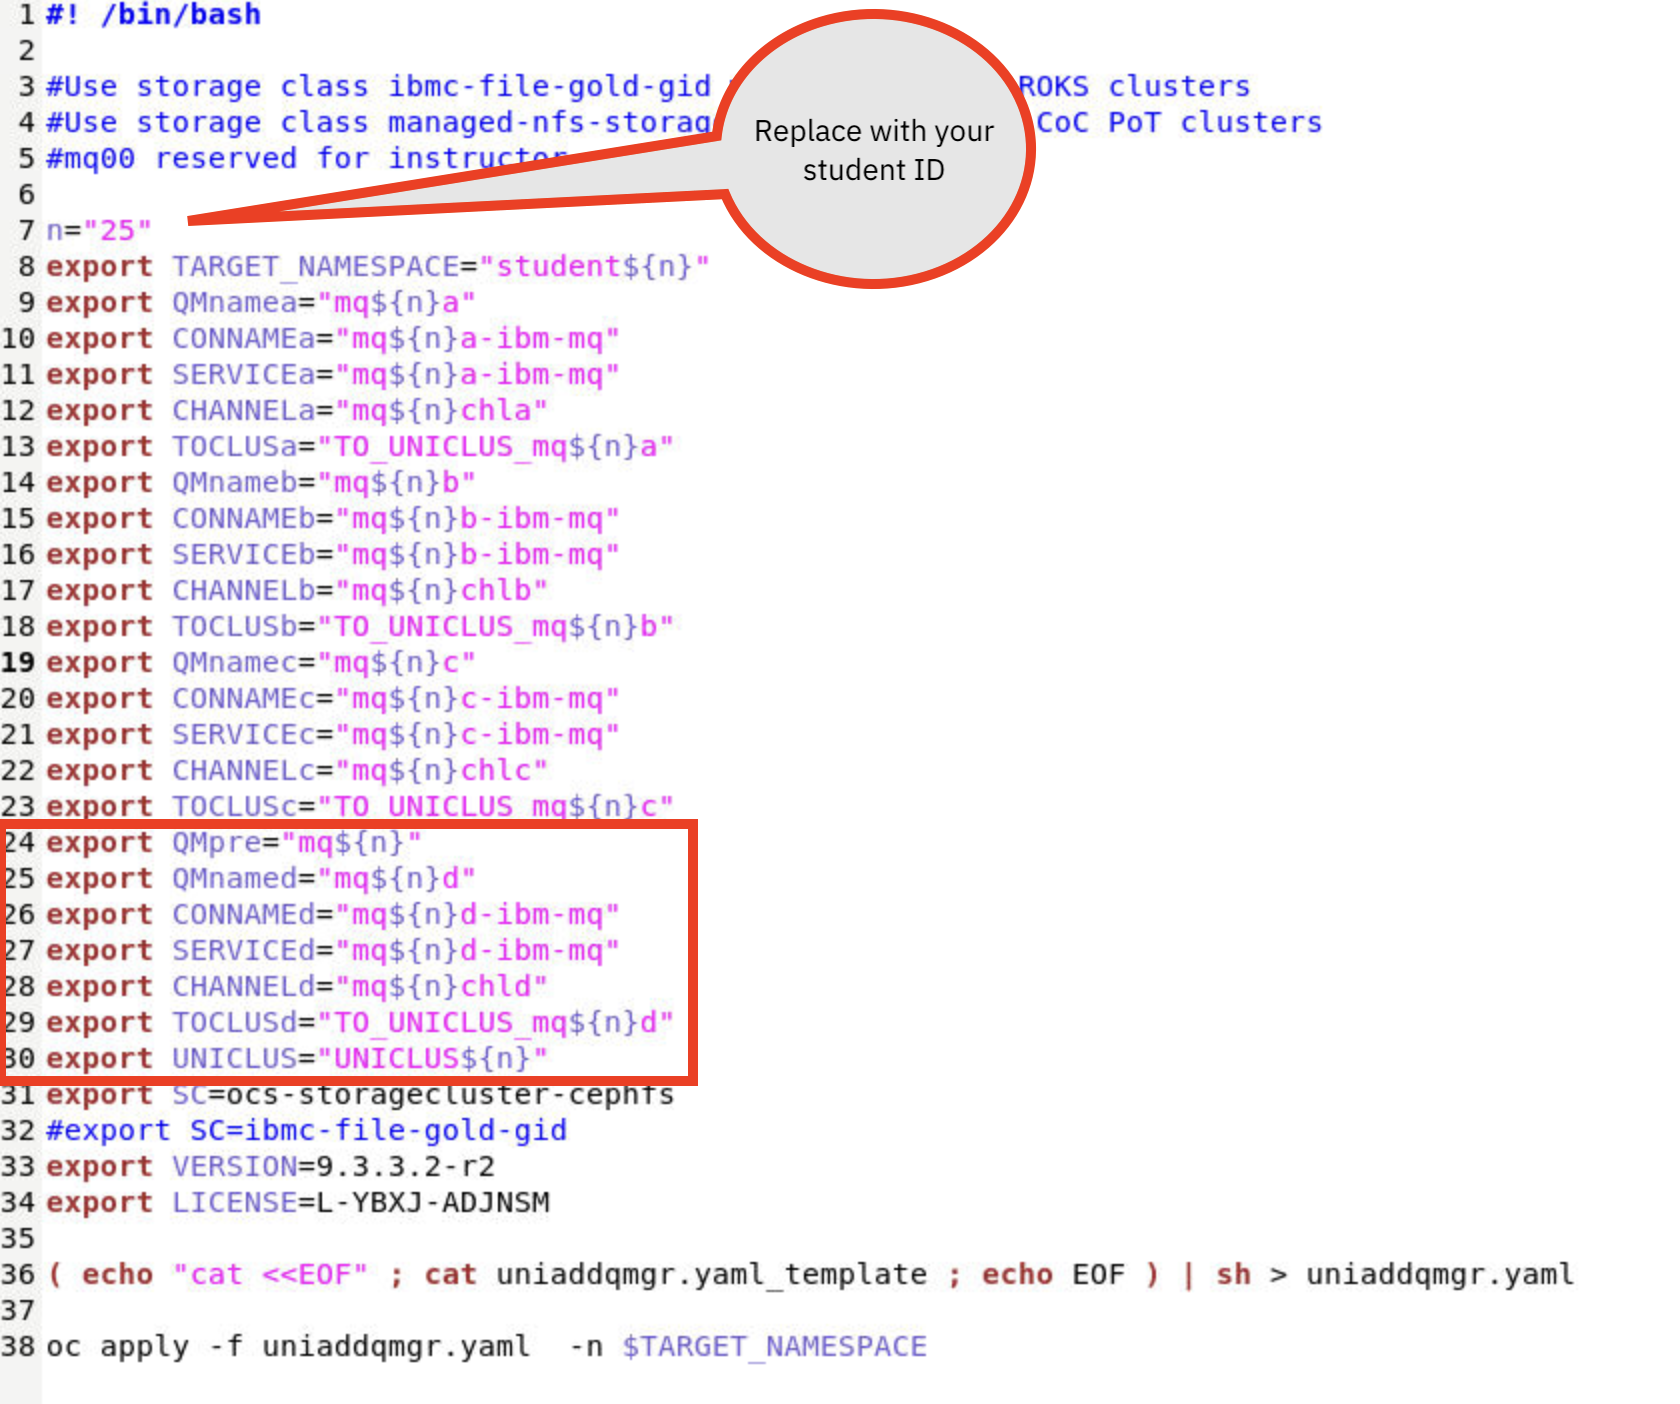 1 #! /bin/bash
2
3 #Use storage class ibmc-file-gold-gid ROKS clusters
4 #Use storage class managed-nfs-storag CoC PoT clusters
5 #mq00 reserved for instructor
6
7 n="25"
8 export TARGET_NAMESPACE="student${n}"
9 export QMnamea="mq${n}a"
10 export CONNAMEa="mq${n}a-ibm-mq"
11 export SERVICEa="mq${n}a-ibm-mq"
12 export CHANNELa="mq${n}chla"
13 export TOCLUSa="TO_UNICLUS_mq${n}a"
14 export QMnameb="mq${n}b"
15 export CONNAMEb="mq${n}b-ibm-mq"
16 export SERVICEb="mq${n}b-ibm-mq"
17 export CHANNELb="mq${n}chlb"
18 export TOCLUSb="TO_UNICLUS_mq${n}b"
19 export QMnamec="mq${n}c"
20 export CONNAMEc="mq${n}c-ibm-mq"
21 export SERVICEc="mq${n}c-ibm-mq"
22 export CHANNELc="mq${n}chlc"
23 export TOCLUSc="TO_UNICLUS_mq${n}c"
24 export QMpre="mq${n}"
25 export QMnamed="mq${n}d"
26 export CONNAMEd="mq${n}d-ibm-mq"
27 export SERVICEd="mq${n}d-ibm-mq"
28 export CHANNELd="mq${n}chld"
29 export TOCLUSd="TO_UNICLUS_mq${n}d"
30 export UNICLUS="UNICLUS${n}"
31 export SC=ocs-storagecluster-cephfs
32 #export SC=ibmc-file-gold-gid
33 export VERSION=9.3.3.2-r2
34 export LICENSE=L-YBXJ-ADJNSM
35
36 ( echo "cat <<EOF" ; cat uniaddqmgr.yaml_template ; echo EOF ) | sh > uniaddqmgr.yaml
37
38 oc apply -f uniaddqmgr.yaml  -n $TARGET_NAMESPACE
Replace with your
student ID